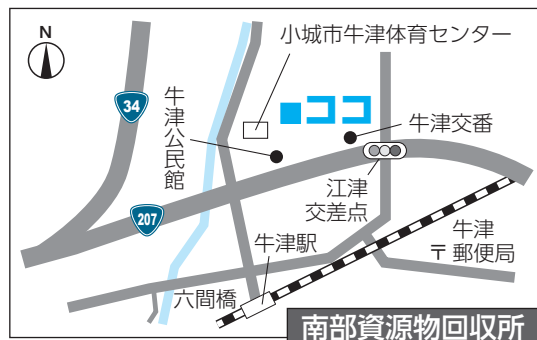 N
小城市牛津体育センター
34
牛津公民館
ココ
牛津交番
207
江津
交差点
牛津
〒郵便局
牛津駅
六間橋
南部資源物回収所